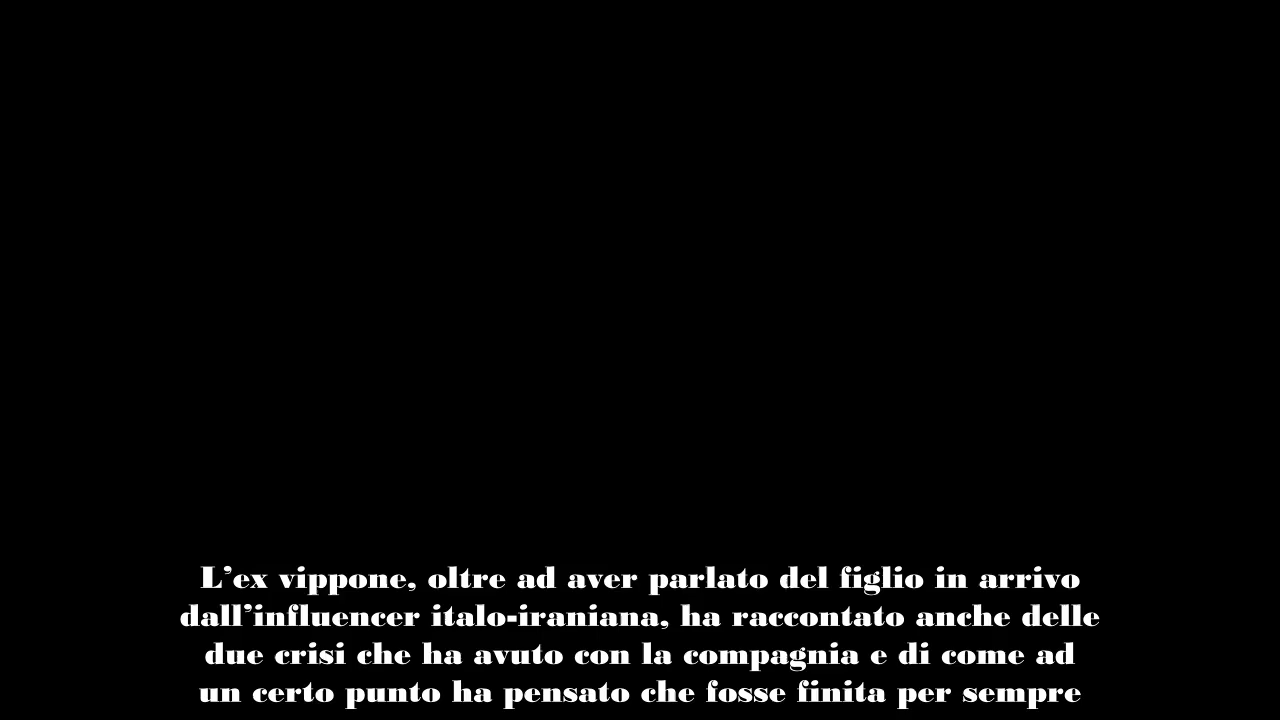 L’ex vippone, oltre ad aver parlato del figlio in arrivo
dall’influencer italo-iraniana, ha raccontato anche delle
due crisi che ha avuto con la compagnia e di come ad
un certo punto ha pensato che fosse finita per sempre